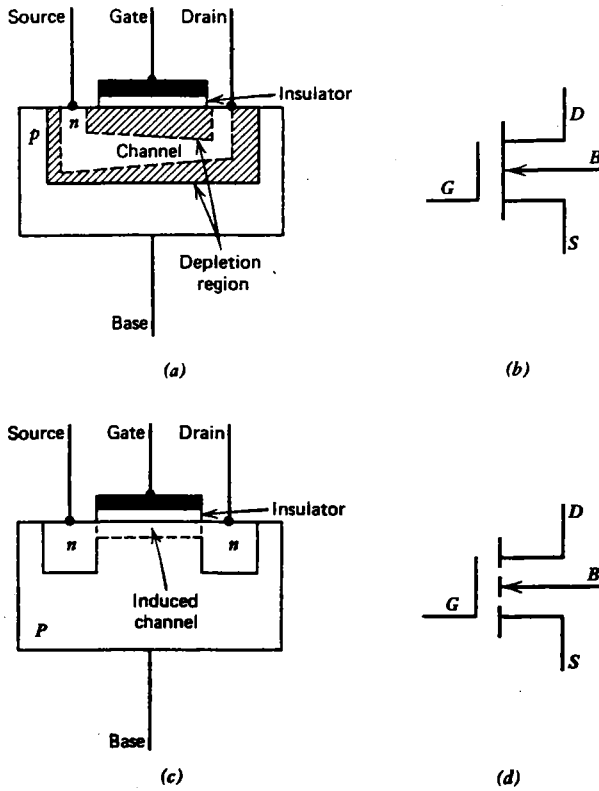 Source Gate Drain
Insulator
n
p
Channel
Depletion
region
Base
(a)
D
B
G
S
(b)
Source Gate Drain
Insulator
n n
Induced
channel
P
Base
(c)
D
B
G
S
(d)